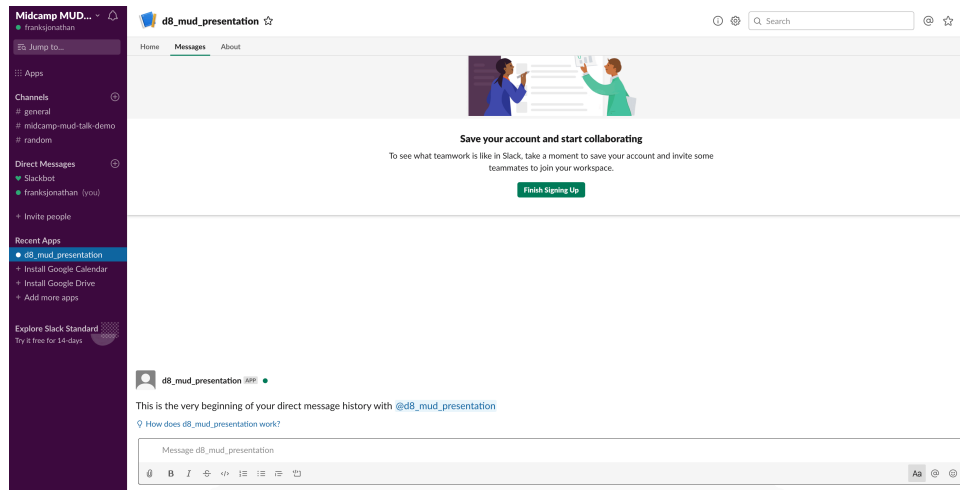 Midcamp MUD...
franksjonathan
Jump to...
Apps
Channels
# general
# midcamp-mud-talk-demo
# random
Direct Messages
Slackbot
franksjonathan (you)
+ Invite people
Recent Apps
d8_mud_presentation
+ Install Google Calendar
+ Install Google Drive
+ Add more apps
Explore Slack Standard
Try it free for 14-days
d8_mud_presentation
Search
Home Messages About
Save your account and start collaborating
To see what teamwork is like in Slack, take a moment to save your account and invite some
teammates to join your workspace.
Finish Signing Up
d8_mud_presentation APP
This is the very beginning of your direct message history with @d8_mud_presentation
How does d8_mud_presentation work?
Message d8_mud_presentation
B I S </> Aa @